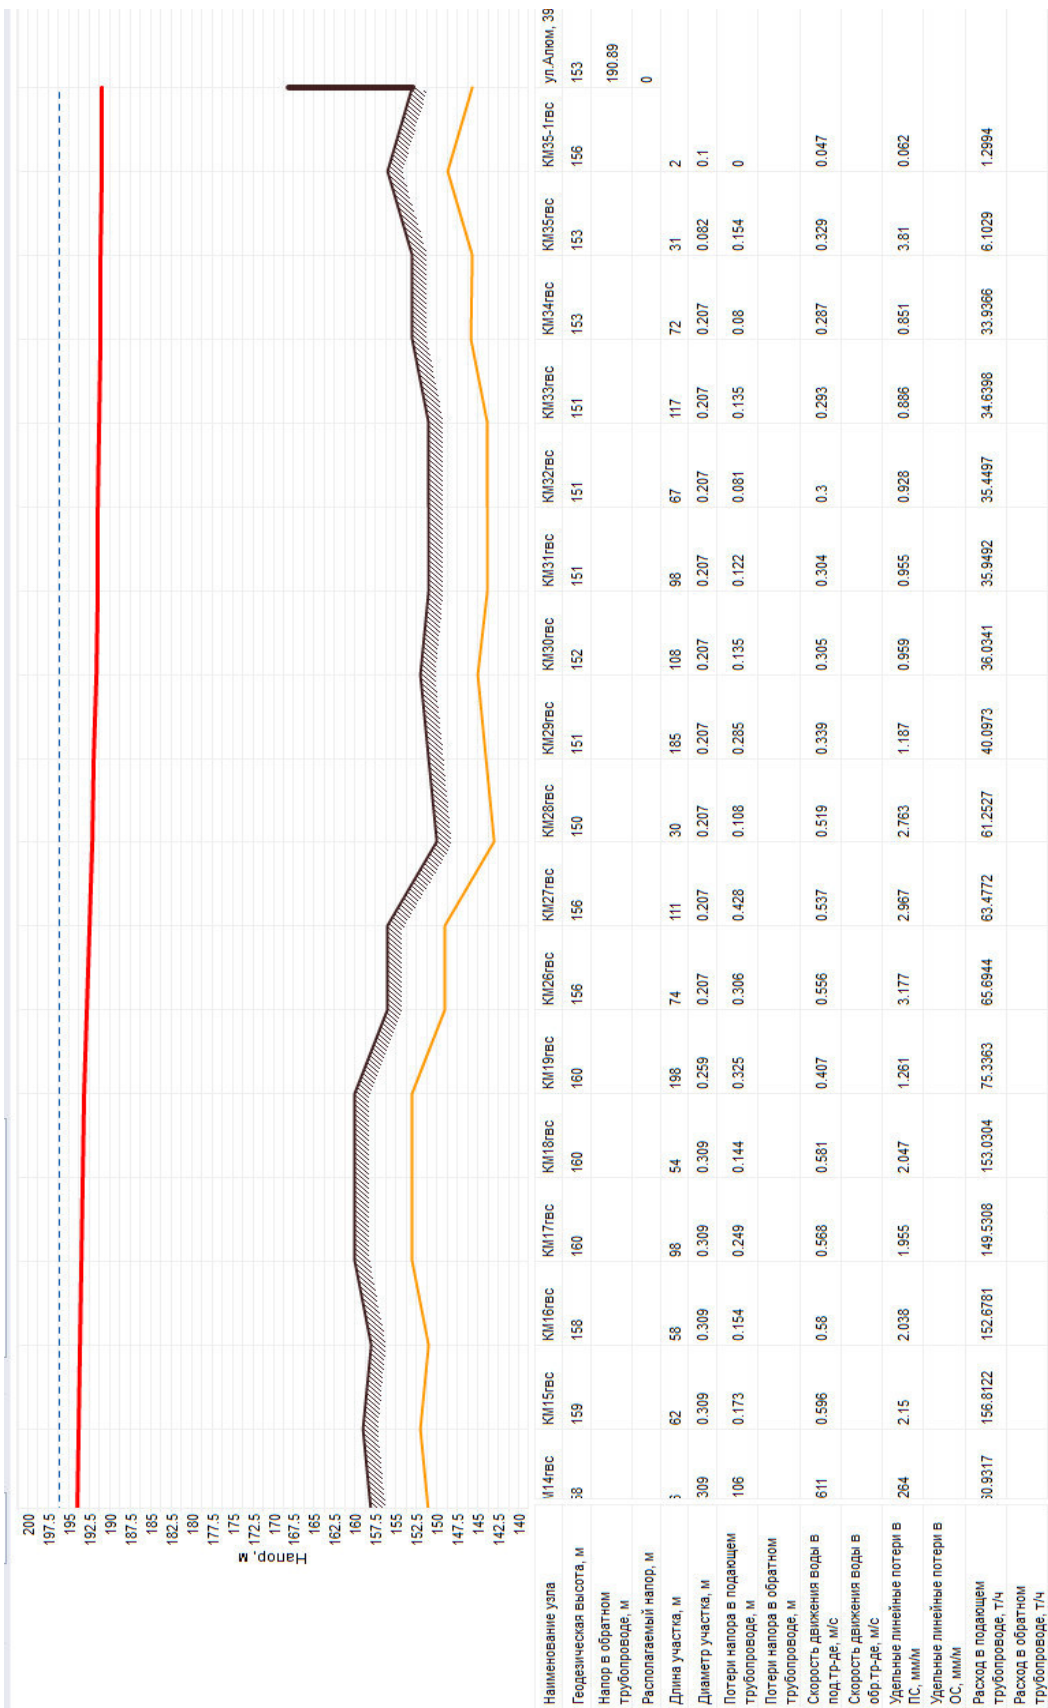 200
197.5
195
192.5
190
187.5
185
182.5
180
177.5
175
172.5
170
167.5
165
162.5
160
157.5
155
152.5
150
147.5
145
142.5
140
Напор, м
Наименование узла М14гвс КМ15гвс КМ16гвс КМ17гвс КМ18гвс КМ19гвс КМ26гвс КМ27гвс КМ28гвс КМ29гвс КМ30гвс КМ31гвс КМ32гвс КМ33гвс КМ34гвс КМ35гвс КМ35-1гвс ул.Алюм, 39
Геодезическая высота, м 58 159 158 160 160 160 156 156 150 151 152 151 151 151 153 153 156 153
Напор в обратном
трубопроводе, м 190.89
Располагаемый напор, м 0
Длина участка, м 62 58 98 54 198 74 111 30 185 108 98 67 117 72 31 2
Диаметр участка, м 309 0.309 0.309 0.309 0.309 0.259 0.207 0.207 0.207 0.207 0.207 0.207 0.207 0.207 0.207 0.082 0.1
Потери напора в подающем
трубопроводе, м 106 0.173 0.154 0.249 0.144 0.325 0.306 0.428 0.108 0.285 0.135 0.122 0.081 0.135 0.08 0.154 0
Потери напора в обратном
трубопроводе, м
Скорость движения воды в
под.тр-де, м/с 611 0.596 0.58 0.568 0.581 0.407 0.556 0.537 0.519 0.339 0.305 0.304 0.3 0.293 0.287 0.329 0.047
Скорость движения воды в
обр.тр-де, м/с
Удельные линейные потери в
ПС, мм/м 264 2.15 2.038 1.955 2.047 1.261 3.177 2.967 2.763 1.187 0.959 0.955 0.928 0.886 0.851 3.81 0.062
Удельные линейные потери в
ОС, мм/м
Расход в подающем
трубопроводе, т/ч 0.9317 156.8122 152.6781 149.5308 153.0304 75.3363 65.6944 63.4772 61.2527 40.0973 36.0341 35.9492 35.4497 34.6398 33.9366 6.1029 1.2994
Расход в обратном
трубопроводе, т/ч